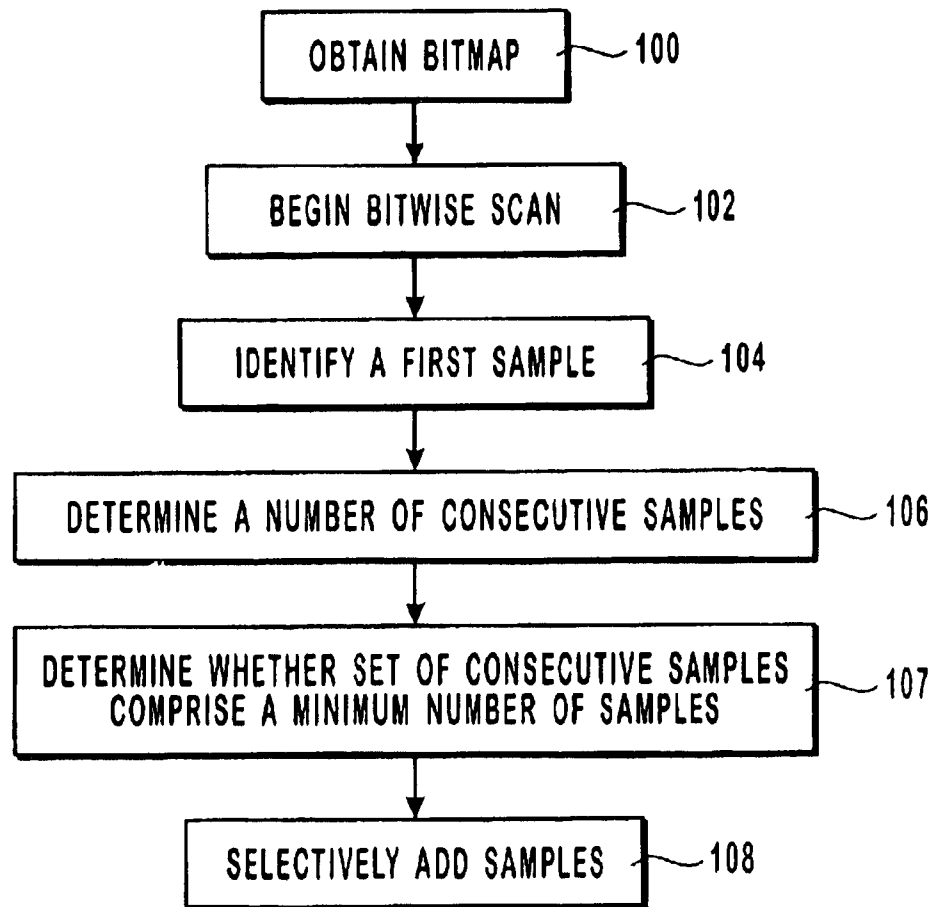 OBTAIN BITMAP 100
BEGIN BITWISE SCAN 102
IDENTIFY A FIRST SAMPLE 104
DETERMINE A NUMBER OF CONSECUTIVE SAMPLES 106
DETERMINE WHETHER SET OF CONSECUTIVE SAMPLES
COMPRISE A MINIMUM NUMBER OF SAMPLES 107
SELECTIVELY ADD SAMPLES 108